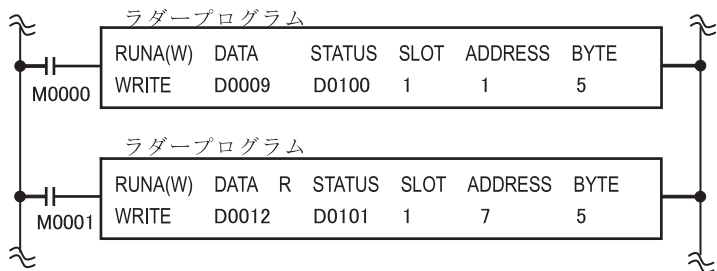 ラダープログラム
RUNA(W) DATA STATUS SLOT ADDRESS BYTE
WRITE D0009 D0100 1 1 5
M0000
ラダープログラム
RUNA(W) DATA R STATUS SLOT ADDRESS BYTE
WRITE D0012 D0101 1 7 5
M0001